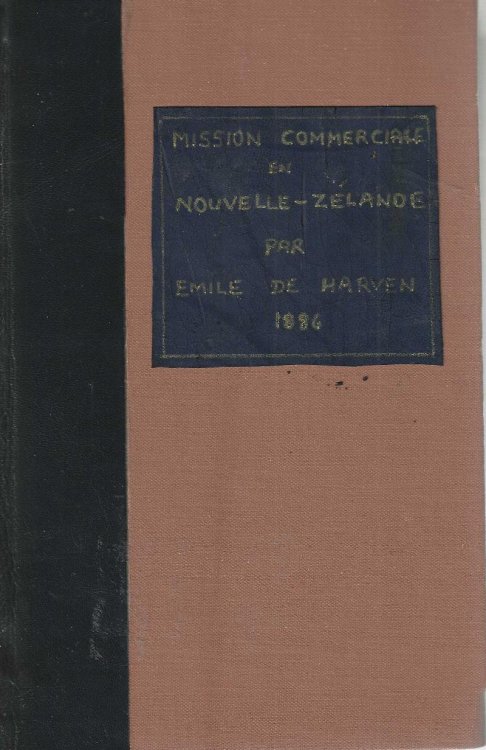 MISSION COMMERCIALE
EN
NOUVELLE-ZÉLANDE
PAR
EMILE DE HARVEN
1886